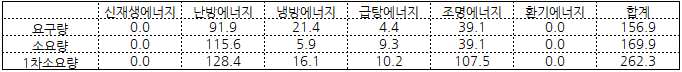 신재생에너지 난방에너지 냉방에너지 급탕에너지 조명에너지 환기에너지 합계
요구량 0.0 91.9 21.4 4.4 39.1 0.0 156.9
소요량 0.0 115.6 5.9 9.3 39.1 0.0 169.9
1차소요량 0.0 128.4 16.1 10.2 107.5 0.0 262.3